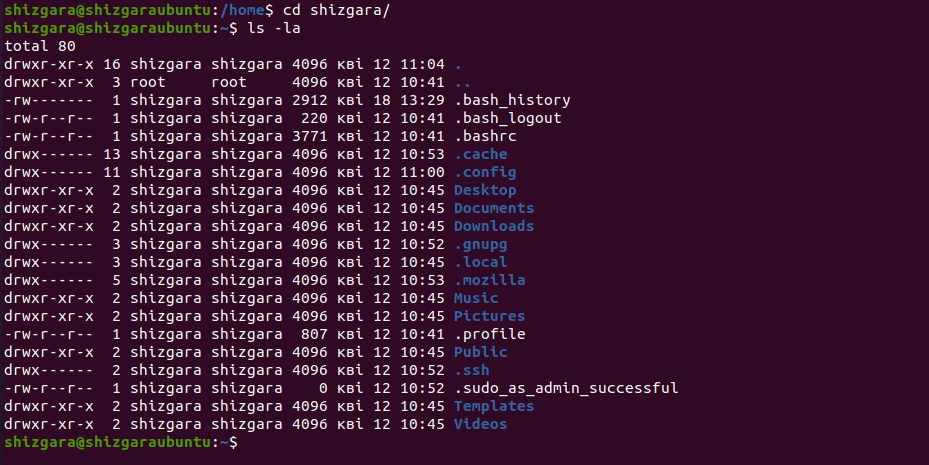 shizgara@shizgaraubuntu:/home$ cd shizgara/
shizgara@shizgaraubuntu:~$ ls -la
total 80
drwxr-xr-x 16 shizgara shizgara 4096 кві 12 11:04 .
drwxr-xr-x  3 root     root     4096 кві 12 10:41 ..
-rw-------  1 shizgara shizgara 2912 кві 18 13:29 .bash_history
-rw-r--r--  1 shizgara shizgara  220 кві 12 10:41 .bash_logout
-rw-r--r--  1 shizgara shizgara 3771 кві 12 10:41 .bashrc
drwx------ 13 shizgara shizgara 4096 кві 12 10:53 .cache
drwx------ 11 shizgara shizgara 4096 кві 12 11:00 .config
drwxr-xr-x  2 shizgara shizgara 4096 кві 12 10:45 Desktop
drwxr-xr-x  2 shizgara shizgara 4096 кві 12 10:45 Documents
drwxr-xr-x  2 shizgara shizgara 4096 кві 12 10:45 Downloads
drwx------  3 shizgara shizgara 4096 кві 12 10:52 .gnupg
drwx------  3 shizgara shizgara 4096 кві 12 10:45 .local
drwx------  5 shizgara shizgara 4096 кві 12 10:53 .mozilla
drwxr-xr-x  2 shizgara shizgara 4096 кві 12 10:45 Music
drwxr-xr-x  2 shizgara shizgara 4096 кві 12 10:45 Pictures
-rw-r--r--  1 shizgara shizgara  807 кві 12 10:41 .profile
drwxr-xr-x  2 shizgara shizgara 4096 кві 12 10:45 Public
drwx------  2 shizgara shizgara 4096 кві 12 10:52 .ssh
-rw-r--r--  1 shizgara shizgara    0 кві 12 10:52 .sudo_as_admin_successful
drwxr-xr-x  2 shizgara shizgara 4096 кві 12 10:45 Templates
drwxr-xr-x  2 shizgara shizgara 4096 кві 12 10:45 Videos
shizgara@shizgaraubuntu:~$